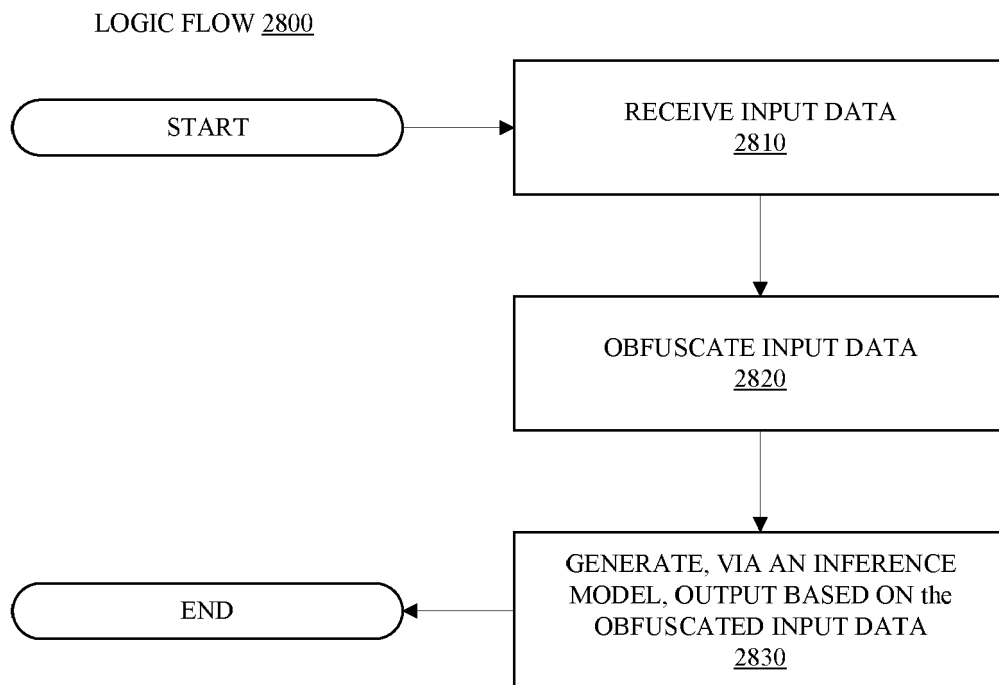 LOGIC FLOW 2800
START
RECEIVE INPUT DATA
2810
OBFUSCATE INPUT DATA
2820
GENERATE, VIA AN INFERENCE
MODEL, OUTPUT BASED ON the
OBFUSCATED INPUT DATA
2830
END